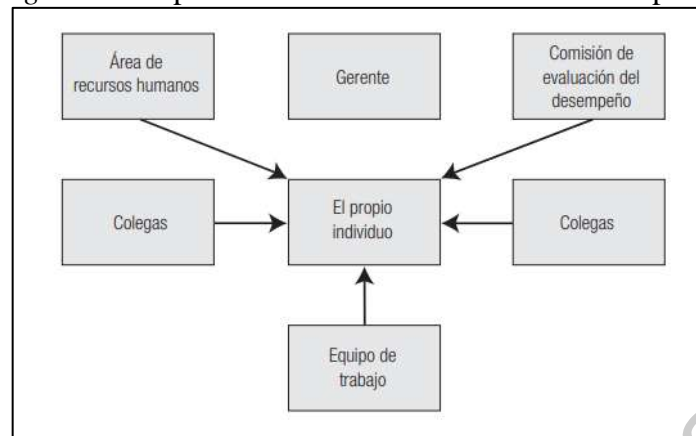 Área de
recursos humanos
Gerente
Comisión de
evaluación del
desempeño
Colegas
El propio
individuo
Colegas
Equipo de
trabajo